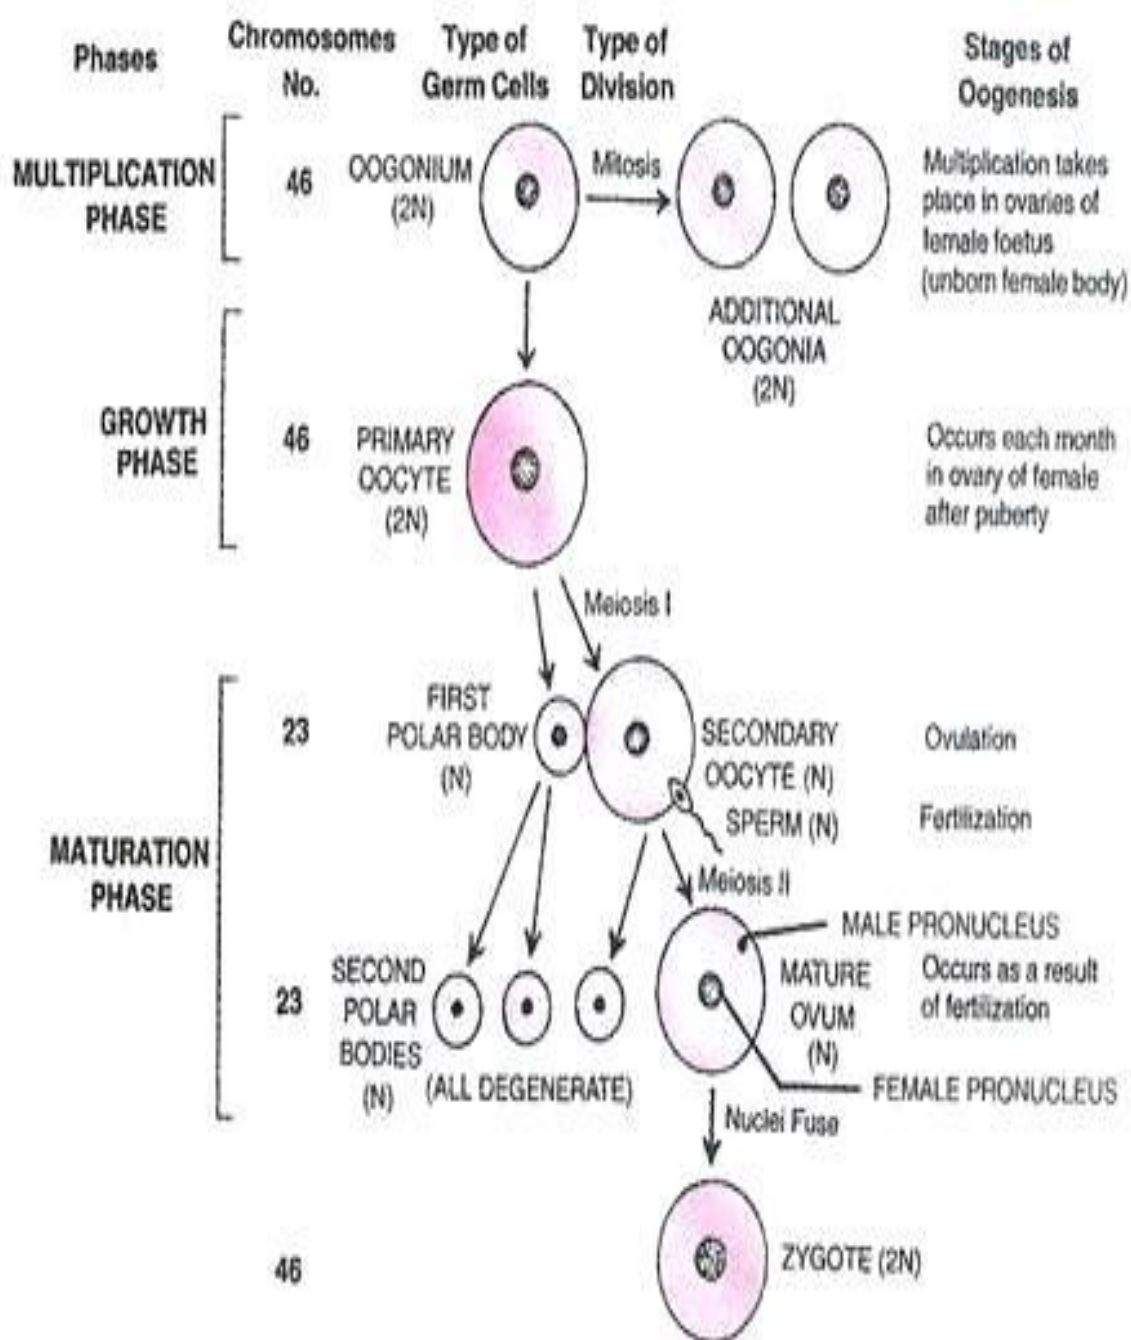 Phases
Chromosomes
No.
Type of
Germ Cells
Type of
Division
Stages of
Oogenesis
MULTIPLICATION
PHASE
46
OOGONIUM
(2N)
Mitosis
Multiplication takes
place in ovaries of
female foetus
(unborn female body)
ADDITIONAL
OOGONIA
(2N)
GROWTH
PHASE
46
PRIMARY
OOCYTE
(2N)
Occurs each month
in ovary of female
after puberty
Meiosis I
MATURATION
PHASE
23
FIRST
POLAR BODY
(N)
SECONDARY
OOCYTE (N)
SPERM (N)
Ovulation
Fertilization
Meiosis II
MALE PRONUCLEUS
23
SECOND
POLAR
BODIES
(N)
(ALL DEGENERATE)
MATURE
OVUM
(N)
Occurs as a result
of fertilization
FEMALE PRONUCLEUS
Nuclei Fuse
46
ZYGOTE (2N)